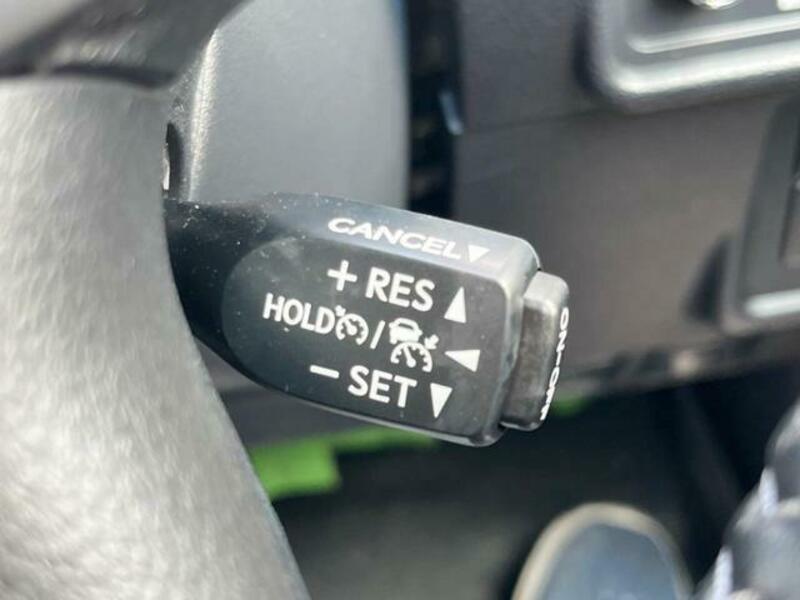 CANCEL▼
+ RES ▲
HOLD / ◀
- SET ▼
ON-OFF